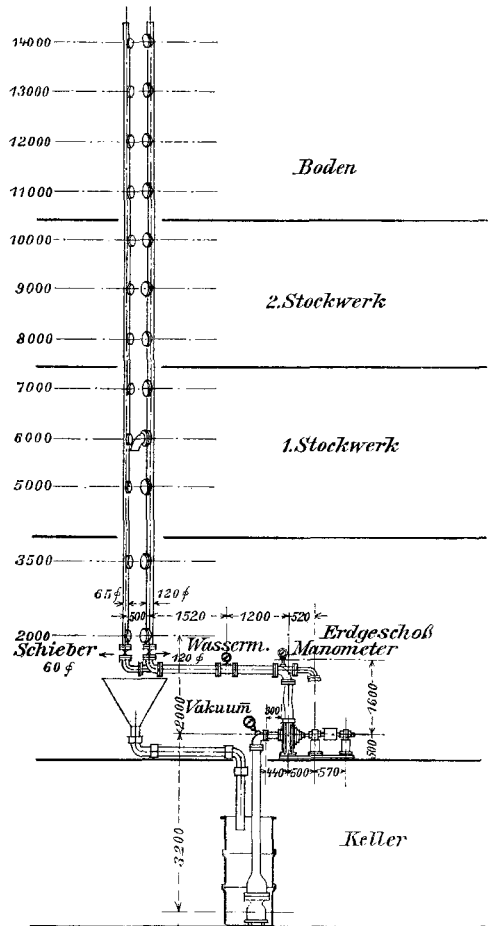 14000
13000
12000
11000
Boden
10000
9000
2. Stockwerk
8000
7000
6000
1. Stockwerk
5000
3500
65 ϕ 120 ϕ
500 1520 1200 520
2000
Schieber
60 ϕ
120 ϕ
Wasserm.
Erdgeschoß
Manometer
Vakuum
300
2000
1600
500
440 500 570
3200
Keller